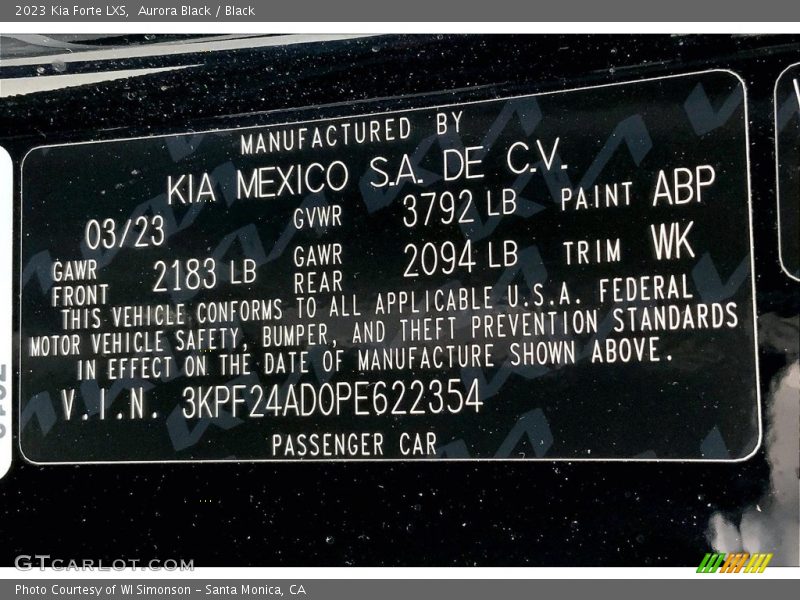 2023 Kia Forte LXS, Aurora Black / Black
MANUFACTURED BY
KIA MEXICO S.A. DE C.V.
03/23 GVWR 3792 LB PAINT ABP
GAWR FRONT 2183 LB GAWR REAR 2094 LB TRIM WK
THIS VEHICLE CONFORMS TO ALL APPLICABLE U.S.A. FEDERAL
MOTOR VEHICLE SAFETY, BUMPER, AND THEFT PREVENTION STANDARDS
IN EFFECT ON THE DATE OF MANUFACTURE SHOWN ABOVE.
V.I.N. 3KPF24AD0PE622354
PASSENGER CAR
GTCARLOT.COM
Photo Courtesy of WI Simonson - Santa Monica, CA